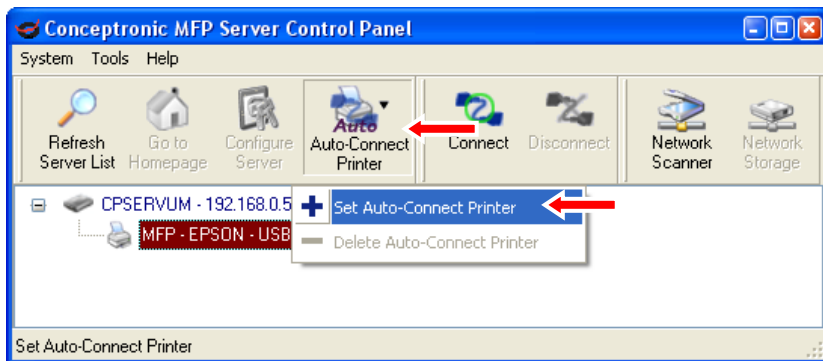 Conceptronic MFP Server Control Panel
System Tools Help
Refresh Server List
Go to Homepage
Configure Server
Auto
Auto-Connect Printer
Connect
Disconnect
Network Scanner
Network Storage
CPSERVUM - 192.168.0.5
MFP - EPSON - USB
Set Auto-Connect Printer
Delete Auto-Connect Printer
Set Auto-Connect Printer